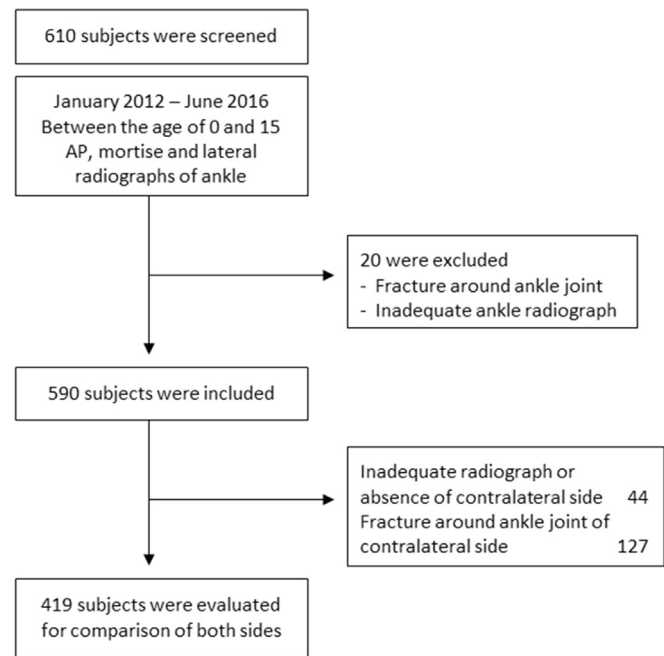 610 subjects were screened
January 2012 – June 2016
Between the age of 0 and 15
AP, mortise and lateral
radiographs of ankle
20 were excluded
- Fracture around ankle joint
- Inadequate ankle radiograph
590 subjects were included
Inadequate radiograph or
absence of contralateral side 44
Fracture around ankle joint of
contralateral side 127
419 subjects were evaluated
for comparison of both sides